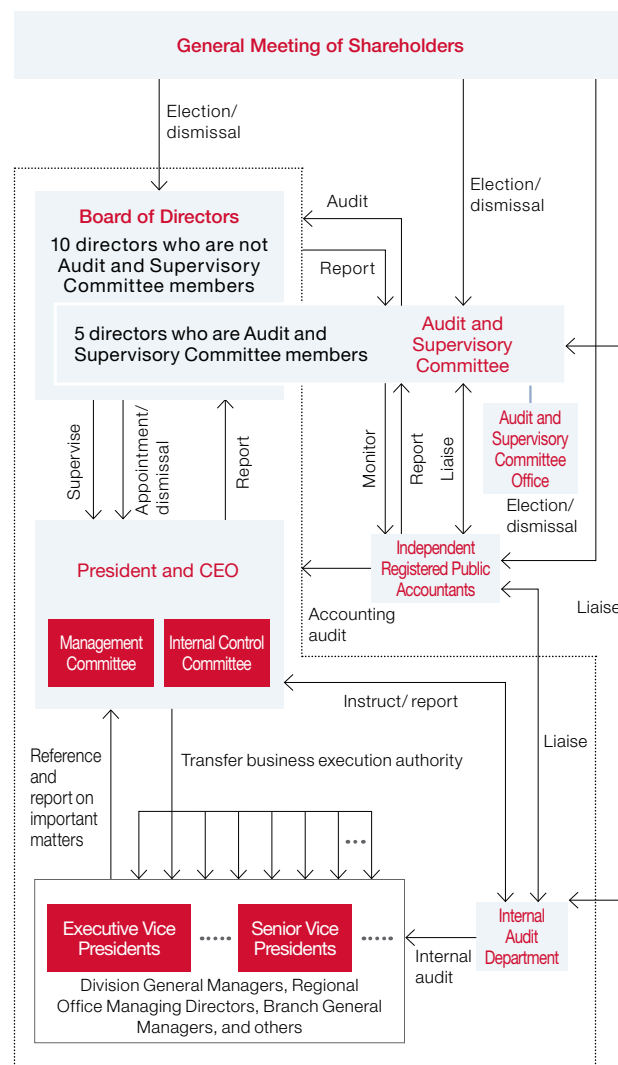 General Meeting of Shareholders
Election/
dismissal
Election/
dismissal
Board of Directors
10 directors who are not
Audit and Supervisory
Committee members
Audit
Report
5 directors who are Audit and
Supervisory Committee members
Audit and
Supervisory
Committee
Audit and
Supervisory
Committee
Office
Supervise
Appointment/
dismissal
Report
Monitor
Report
Liaise
Election/
dismissal
President and CEO
Independent
Registered Public
Accountants
Accounting
audit
Liaise
Management
Committee
Internal Control
Committee
Instruct/ report
Reference
and
report on
important
matters
Transfer business execution authority
Liaise
...
Executive Vice
Presidents
.....
Senior Vice
Presidents
.....
Internal
audit
Internal
Audit
Department
Division General Managers, Regional
Office Managing Directors, Branch General
Managers, and others